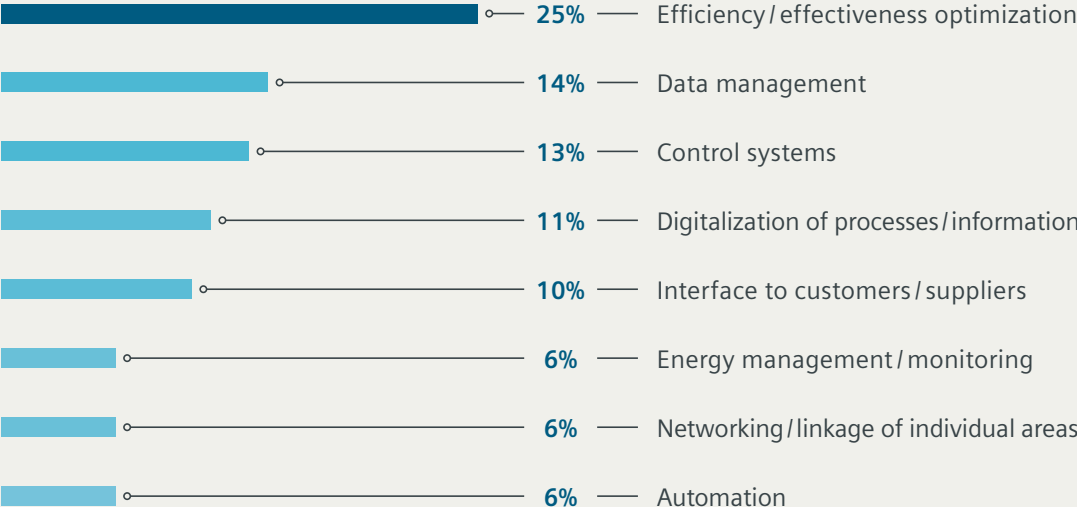 25% Efficiency/effectiveness optimization
14% Data management
13% Control systems
11% Digitalization of processes/information
10% Interface to customers/suppliers
6% Energy management/monitoring
6% Networking/linkage of individual areas
6% Automation